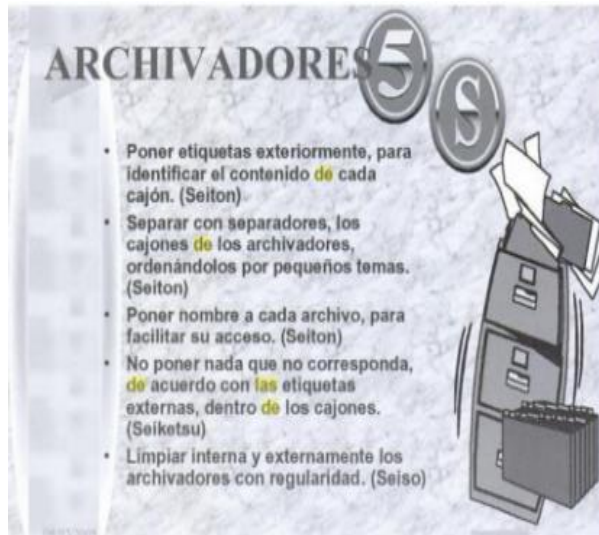 ARCHIVADORES 5
S
• Poner etiquetas exteriormente, para
identificar el contenido de cada
cajón. (Seiton)
• Separar con separadores, los
cajones de los archivadores,
ordenándolos por pequeños temas.
(Seiton)
• Poner nombre a cada archivo, para
facilitar su acceso. (Seiton)
• No poner nada que no corresponda,
de acuerdo con las etiquetas
externas, dentro de los cajones.
(Seiketsu)
• Limpiar interna y externamente los
archivadores con regularidad. (Seiso)